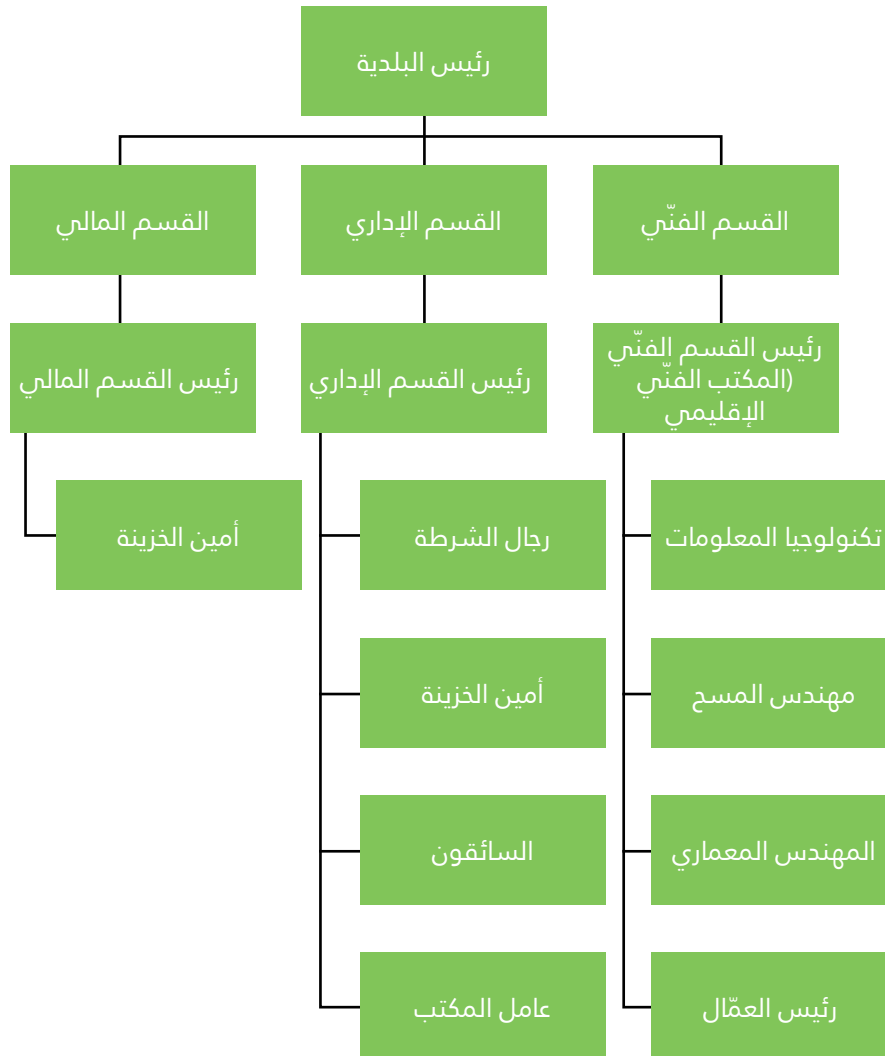 رئيس البلدية
القسم الفنّي
القسم الإداري
القسم المالي
رئيس القسم الفنّي
(المكتب الفنّي
الإقليمي
رئيس القسم الإداري
رئيس القسم المالي
تكنولوجيا المعلومات
رجال الشرطة
أمين الخزينة
مهندس المسح
أمين الخزينة
المهندس المعماري
السائقون
رئيس العمّال
عامل المكتب